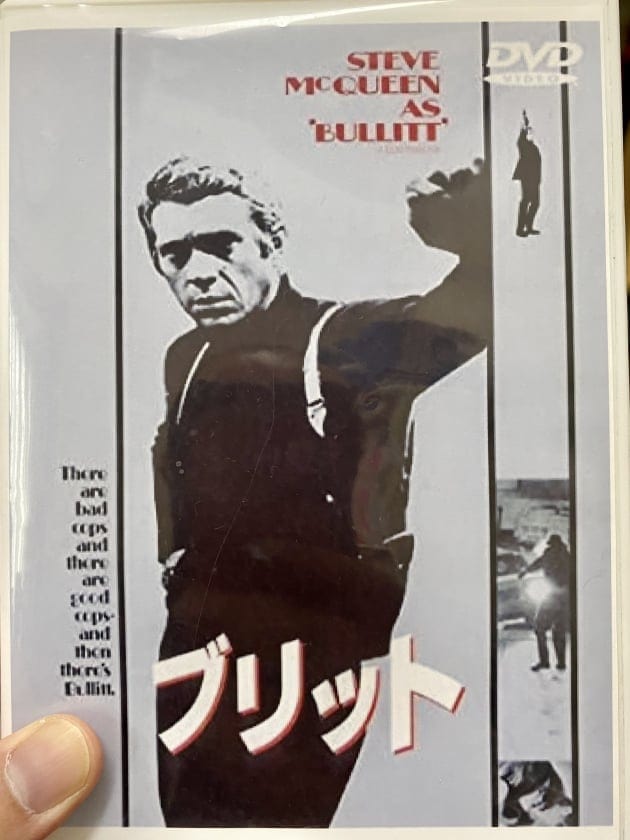 STEVE
McQUEEN
AS
'BULLITT'
DVD
VIDEO
There
are
bad
cops
and
there
are
good
cops-
and
then
there's
Bullitt.
ブリット